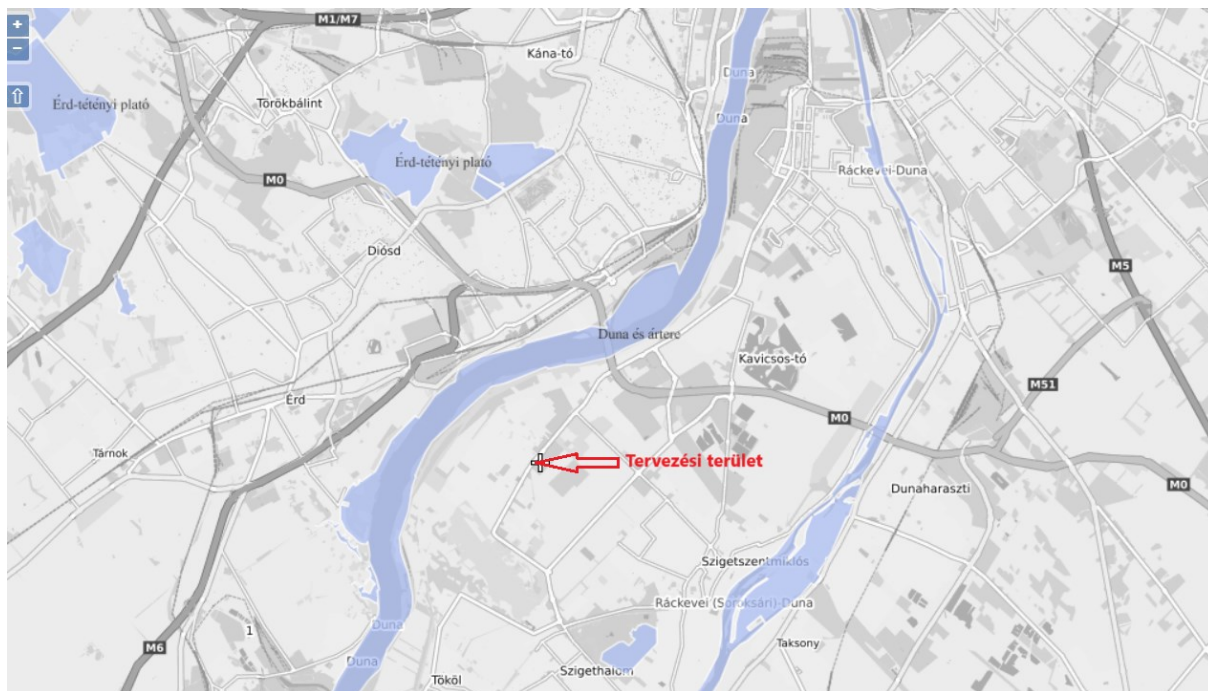 +
M1/M7
–
Kána-tó
Duna
⇧
Érd-tétényi plató
Törökbálint
Duna
Érd-tétényi plató
Ráckevei-Duna
M0
Diósd
M5
Duna és ártere
Kavicsos-tó
M51
Érd
M0
Tárnok
Tervezési terület
M0
Dunaharaszti
Szigetszentmiklós
Ráckevei (Soroksári)-Duna
1
Duna
M6
Taksony
Duna
Szigethalom
Tököl